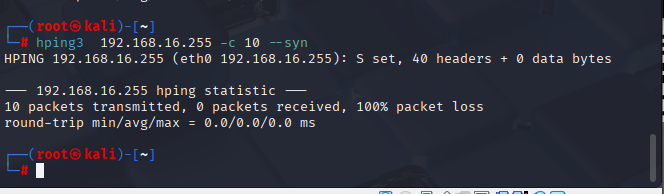 ┌──(root㉿kali)-[~]
└─# hping3  192.168.16.255 -c 10 --syn
HPING 192.168.16.255 (eth0 192.168.16.255): S set, 40 headers + 0 data bytes
--- 192.168.16.255 hping statistic ---
10 packets transmitted, 0 packets received, 100% packet loss
round-trip min/avg/max = 0.0/0.0/0.0 ms
┌──(root㉿kali)-[~]
└─#